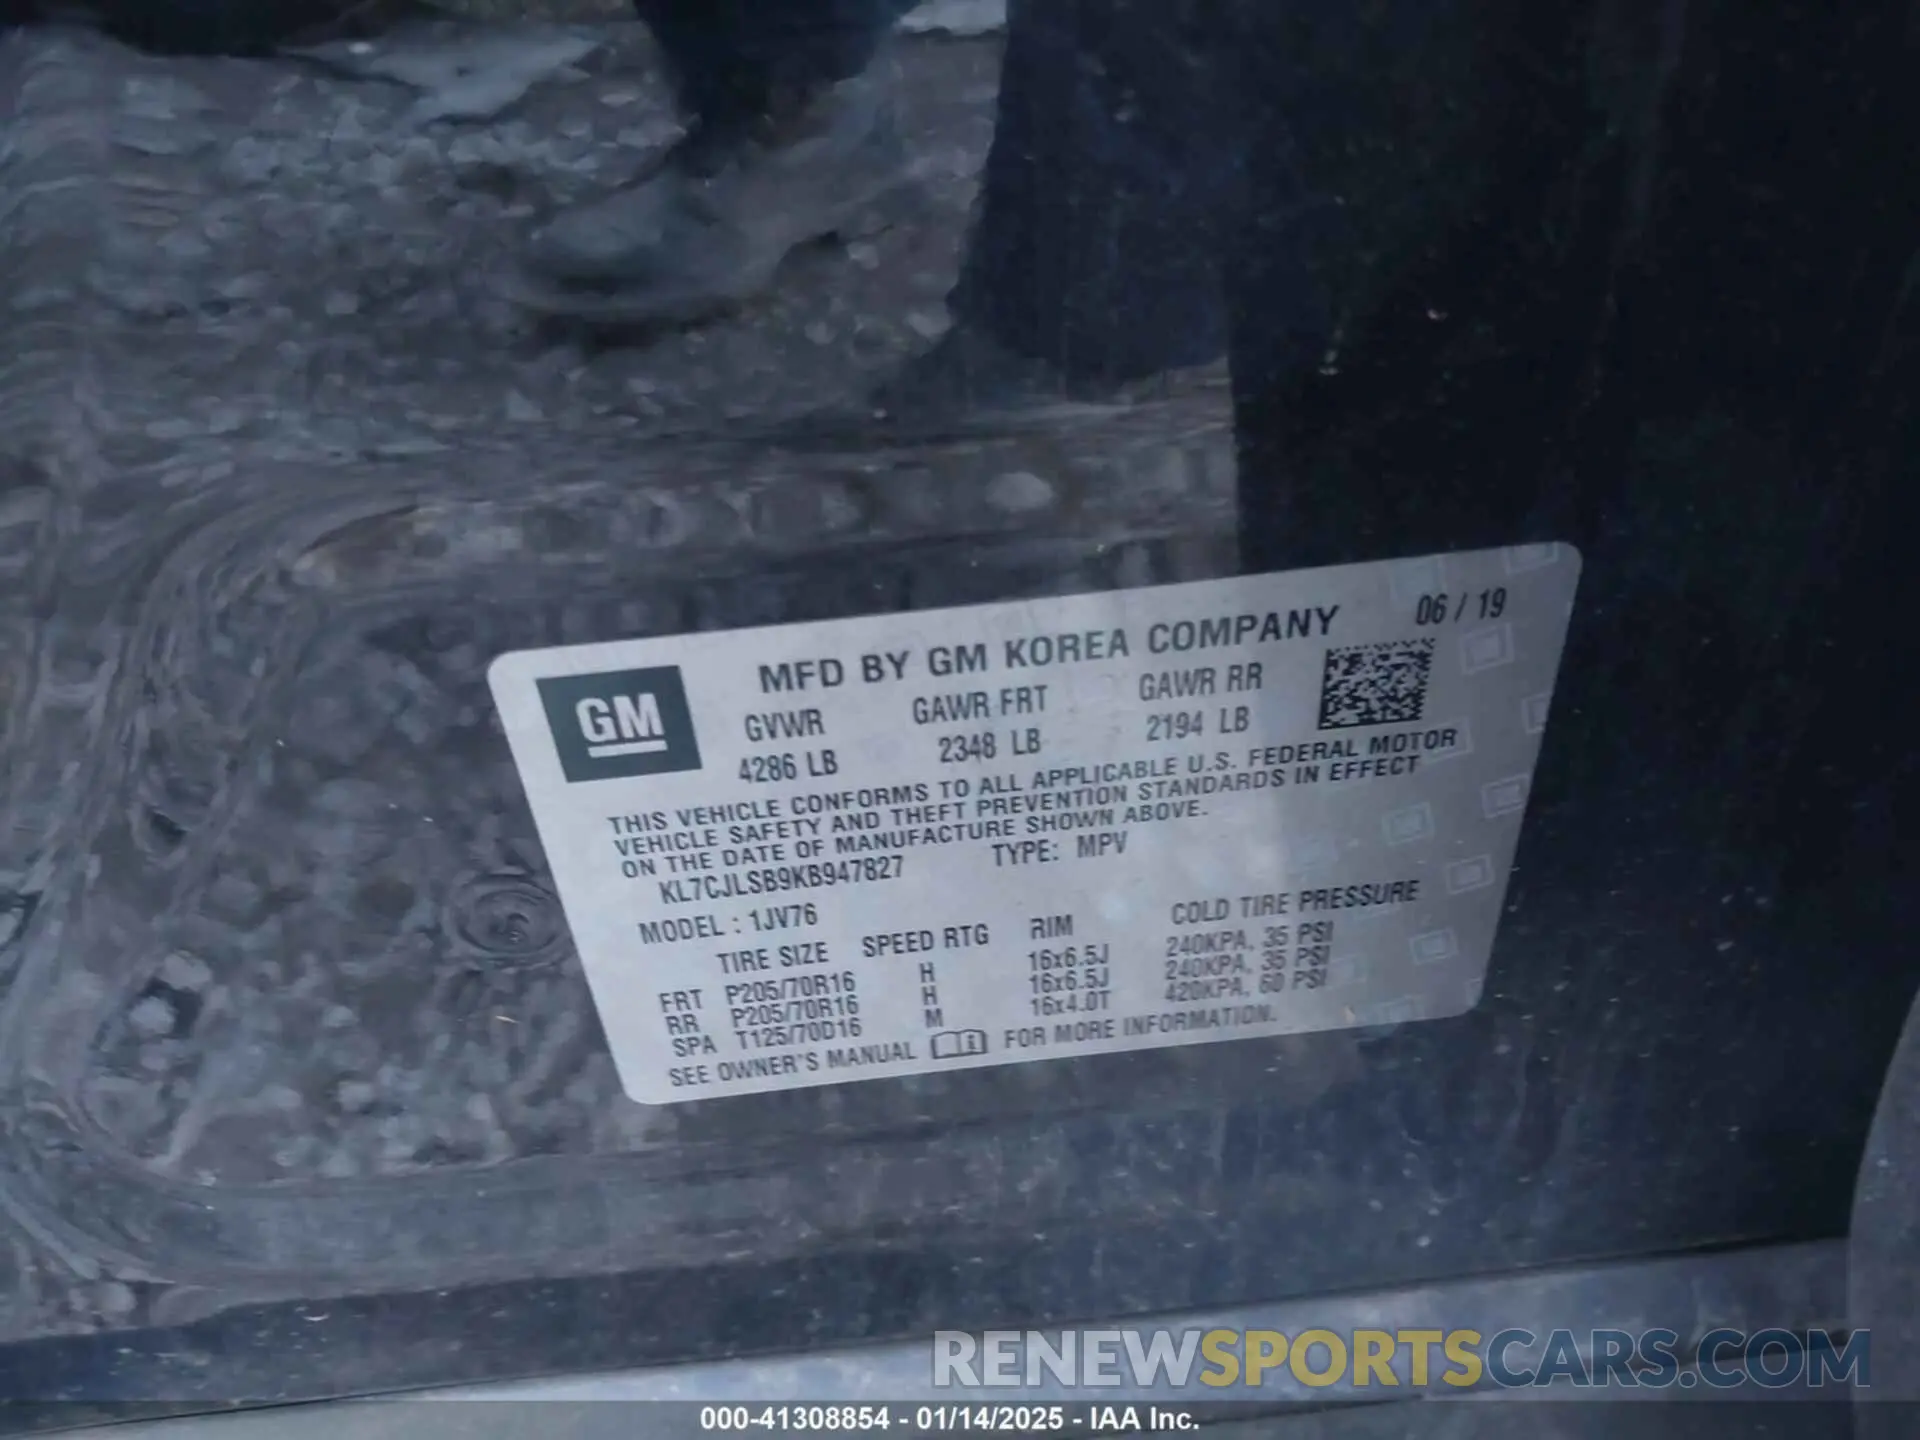 MFD BY GM KOREA COMPANY 06 / 19
GM
GVWR GAWR FRT GAWR RR
4286 LB 2348 LB 2194 LB
THIS VEHICLE CONFORMS TO ALL APPLICABLE U.S. FEDERAL MOTOR
VEHICLE SAFETY AND THEFT PREVENTION STANDARDS IN EFFECT
ON THE DATE OF MANUFACTURE SHOWN ABOVE.
KL7CJLSB9KB947827 TYPE: MPV
MODEL : 1JV76
TIRE SIZE SPEED RTG RIM COLD TIRE PRESSURE
FRT P205/70R16 H 16x6.5J 240KPA, 35 PSI
RR P205/70R16 H 16x6.5J 240KPA, 35 PSI
SPA T125/70D16 M 16x4.0T 420KPA, 60 PSI
SEE OWNER'S MANUAL FOR MORE INFORMATION.
RENEWSPORTSCARS.COM
000-41308854 - 01/14/2025 - IAA Inc.